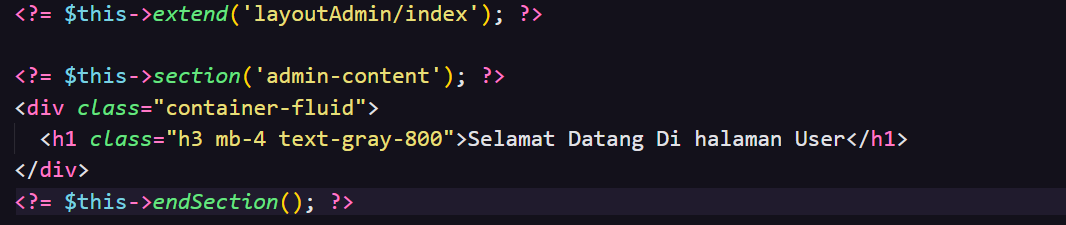 <?= $this->extend('layoutAdmin/index'); ?>
<?= $this->section('admin-content'); ?>
<div class="container-fluid">
<h1 class="h3 mb-4 text-gray-800">Selamat Datang Di halaman User</h1>
</div>
<?= $this->endSection(); ?>